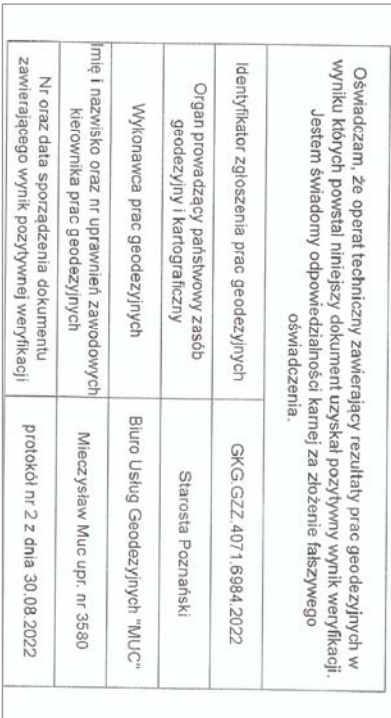 Oświadczam, że operat techniczny zawierający rezultaty prac geodezyjnych w
wyniku których powstał niniejszy dokument uzyskał pozytywny wynik weryfikacji.
Jestem świadomy odpowiedzialności karnej za złożenie fałszywego
oświadczenia.
Identyfikator zgłoszenia prac geodezyjnych
GKG.GZZ.4071.6984.2022
Organ prowadzący państwowy zasób
geodezyjny i kartograficzny
Starosta Poznański
Wykonawca prac geodezyjnych
Biuro Usług Geodezyjnych "MUC"
Imię i nazwisko oraz nr uprawnień zawodowych
kierownika prac geodezyjnych
Mieczysław Muc upr. nr 3580
Nr oraz data sporządzenia dokumentu
zawierającego wynik pozytywnej weryfikacji
protokół nr 2 z dnia 30.08.2022